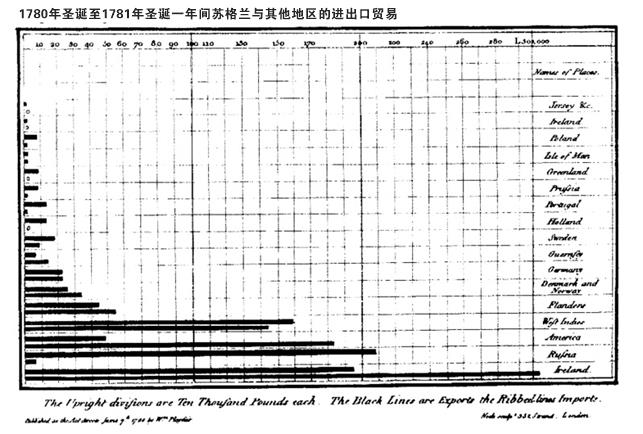 1780年圣诞至1781年圣诞一年间苏格兰与其他地区的进出口贸易
10 20 30 40 50 60 70 80 90 100 110 130 150 170 200 220 240 260 280 L300,000
Names of Places.
Jersey &c.
Ireland
Poland
Isle of Man
Greenland
Prussia
Portugal
Holland
Sweden
Guernsey
Germany
Denmark and
Norway
Flanders
West Indies
America
Russia
Ireland
The Upright divisions are Ten Thousand Pounds each. The Black Lines are Exports the Ribbed lines Imports.
Published as the Act directs June 7th 1786 by Wm Playfair
Neele sculpt 352 Strand, London.